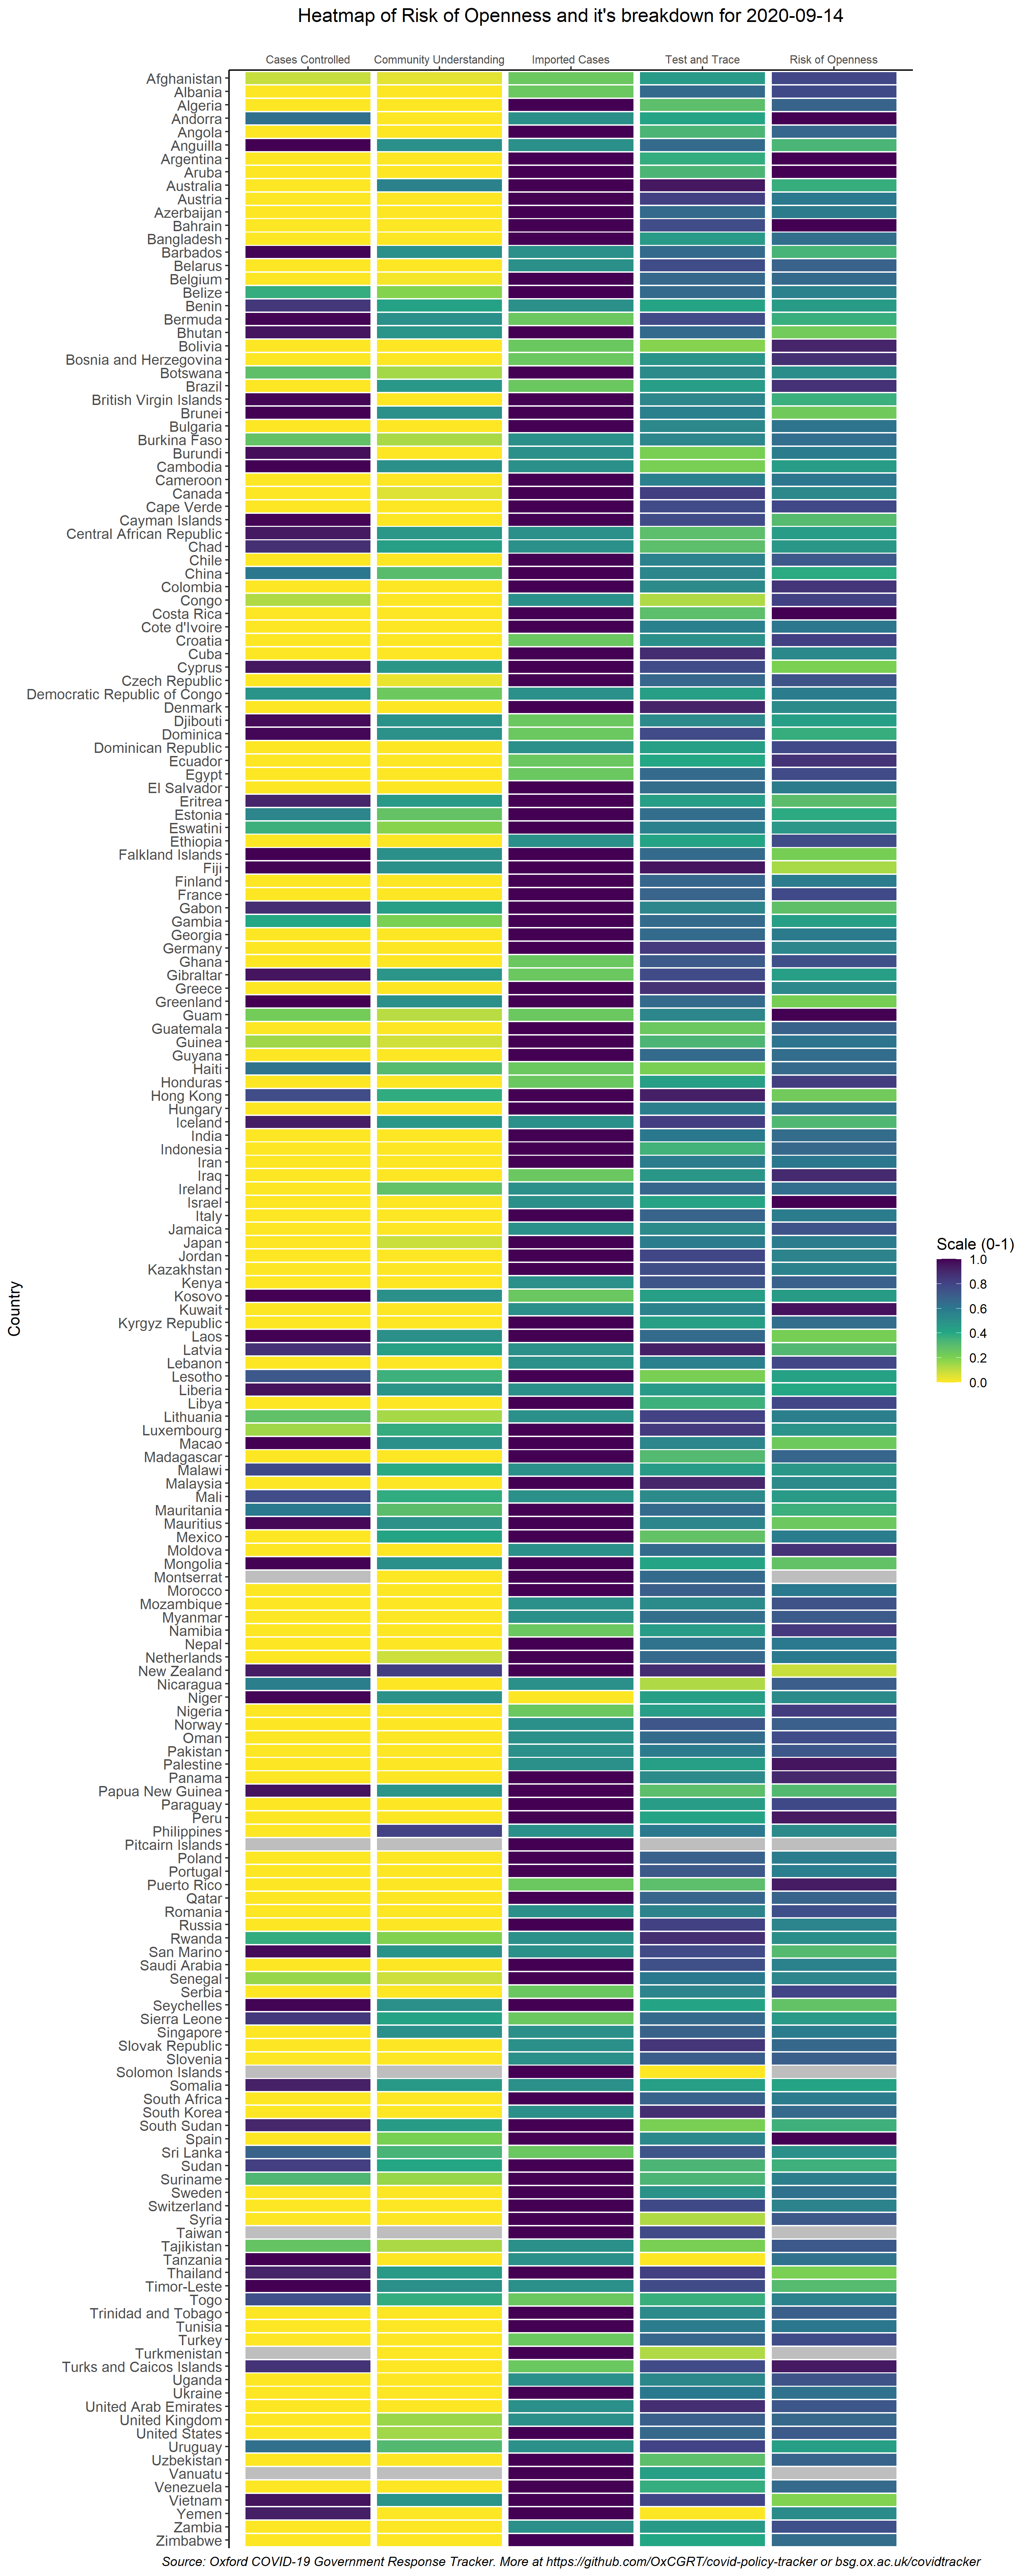 Heatmap of Risk of Openness and it's breakdown for 2020-09-14
Cases Controlled Community Understanding Imported Cases Test and Trace Risk of Openness
Afghanistan
Albania
Algeria
Andorra
Angola
Anguilla
Argentina
Aruba
Australia
Austria
Azerbaijan
Bahrain
Bangladesh
Barbados
Belarus
Belgium
Belize
Benin
Bermuda
Bhutan
Bolivia
Bosnia and Herzegovina
Botswana
Brazil
British Virgin Islands
Brunei
Bulgaria
Burkina Faso
Burundi
Cambodia
Cameroon
Canada
Cape Verde
Cayman Islands
Central African Republic
Chad
Chile
China
Colombia
Congo
Costa Rica
Cote d'Ivoire
Croatia
Cuba
Cyprus
Czech Republic
Democratic Republic of Congo
Denmark
Djibouti
Dominica
Dominican Republic
Ecuador
Egypt
El Salvador
Eritrea
Estonia
Eswatini
Ethiopia
Falkland Islands
Fiji
Finland
France
Gabon
Gambia
Georgia
Germany
Ghana
Gibraltar
Greece
Greenland
Guam
Guatemala
Guinea
Guyana
Haiti
Honduras
Hong Kong
Hungary
Iceland
India
Indonesia
Iran
Iraq
Ireland
Israel
Italy
Jamaica
Japan
Jordan
Kazakhstan
Kenya
Kosovo
Kuwait
Kyrgyz Republic
Laos
Latvia
Lebanon
Lesotho
Liberia
Libya
Lithuania
Luxembourg
Macao
Madagascar
Malawi
Malaysia
Mali
Mauritania
Mauritius
Mexico
Moldova
Mongolia
Montserrat
Morocco
Mozambique
Myanmar
Namibia
Nepal
Netherlands
New Zealand
Nicaragua
Niger
Nigeria
Norway
Oman
Pakistan
Palestine
Panama
Papua New Guinea
Paraguay
Peru
Philippines
Pitcairn Islands
Poland
Portugal
Puerto Rico
Qatar
Romania
Russia
Rwanda
San Marino
Saudi Arabia
Senegal
Serbia
Seychelles
Sierra Leone
Singapore
Slovak Republic
Slovenia
Solomon Islands
Somalia
South Africa
South Korea
South Sudan
Spain
Sri Lanka
Sudan
Suriname
Sweden
Switzerland
Syria
Taiwan
Tajikistan
Tanzania
Thailand
Timor-Leste
Togo
Trinidad and Tobago
Tunisia
Turkey
Turkmenistan
Turks and Caicos Islands
Uganda
Ukraine
United Arab Emirates
United Kingdom
United States
Uruguay
Uzbekistan
Vanuatu
Venezuela
Vietnam
Yemen
Zambia
Zimbabwe
Country
Scale (0-1)
1.0
0.8
0.6
0.4
0.2
0.0
Source: Oxford COVID-19 Government Response Tracker. More at https://github.com/OxCGRT/covid-policy-tracker or bsg.ox.ac.uk/covidtracker